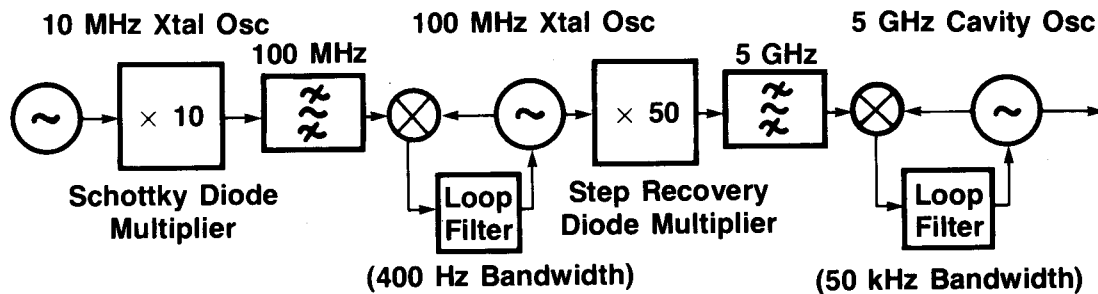 10 MHz Xtal Osc
100 MHz Xtal Osc
5 GHz Cavity Osc
100 MHz
5 GHz
~
× 10
~
× 50
~
Schottky Diode
Multiplier
Loop
Filter
Step Recovery
Diode Multiplier
Loop
Filter
(400 Hz Bandwidth)
(50 kHz Bandwidth)